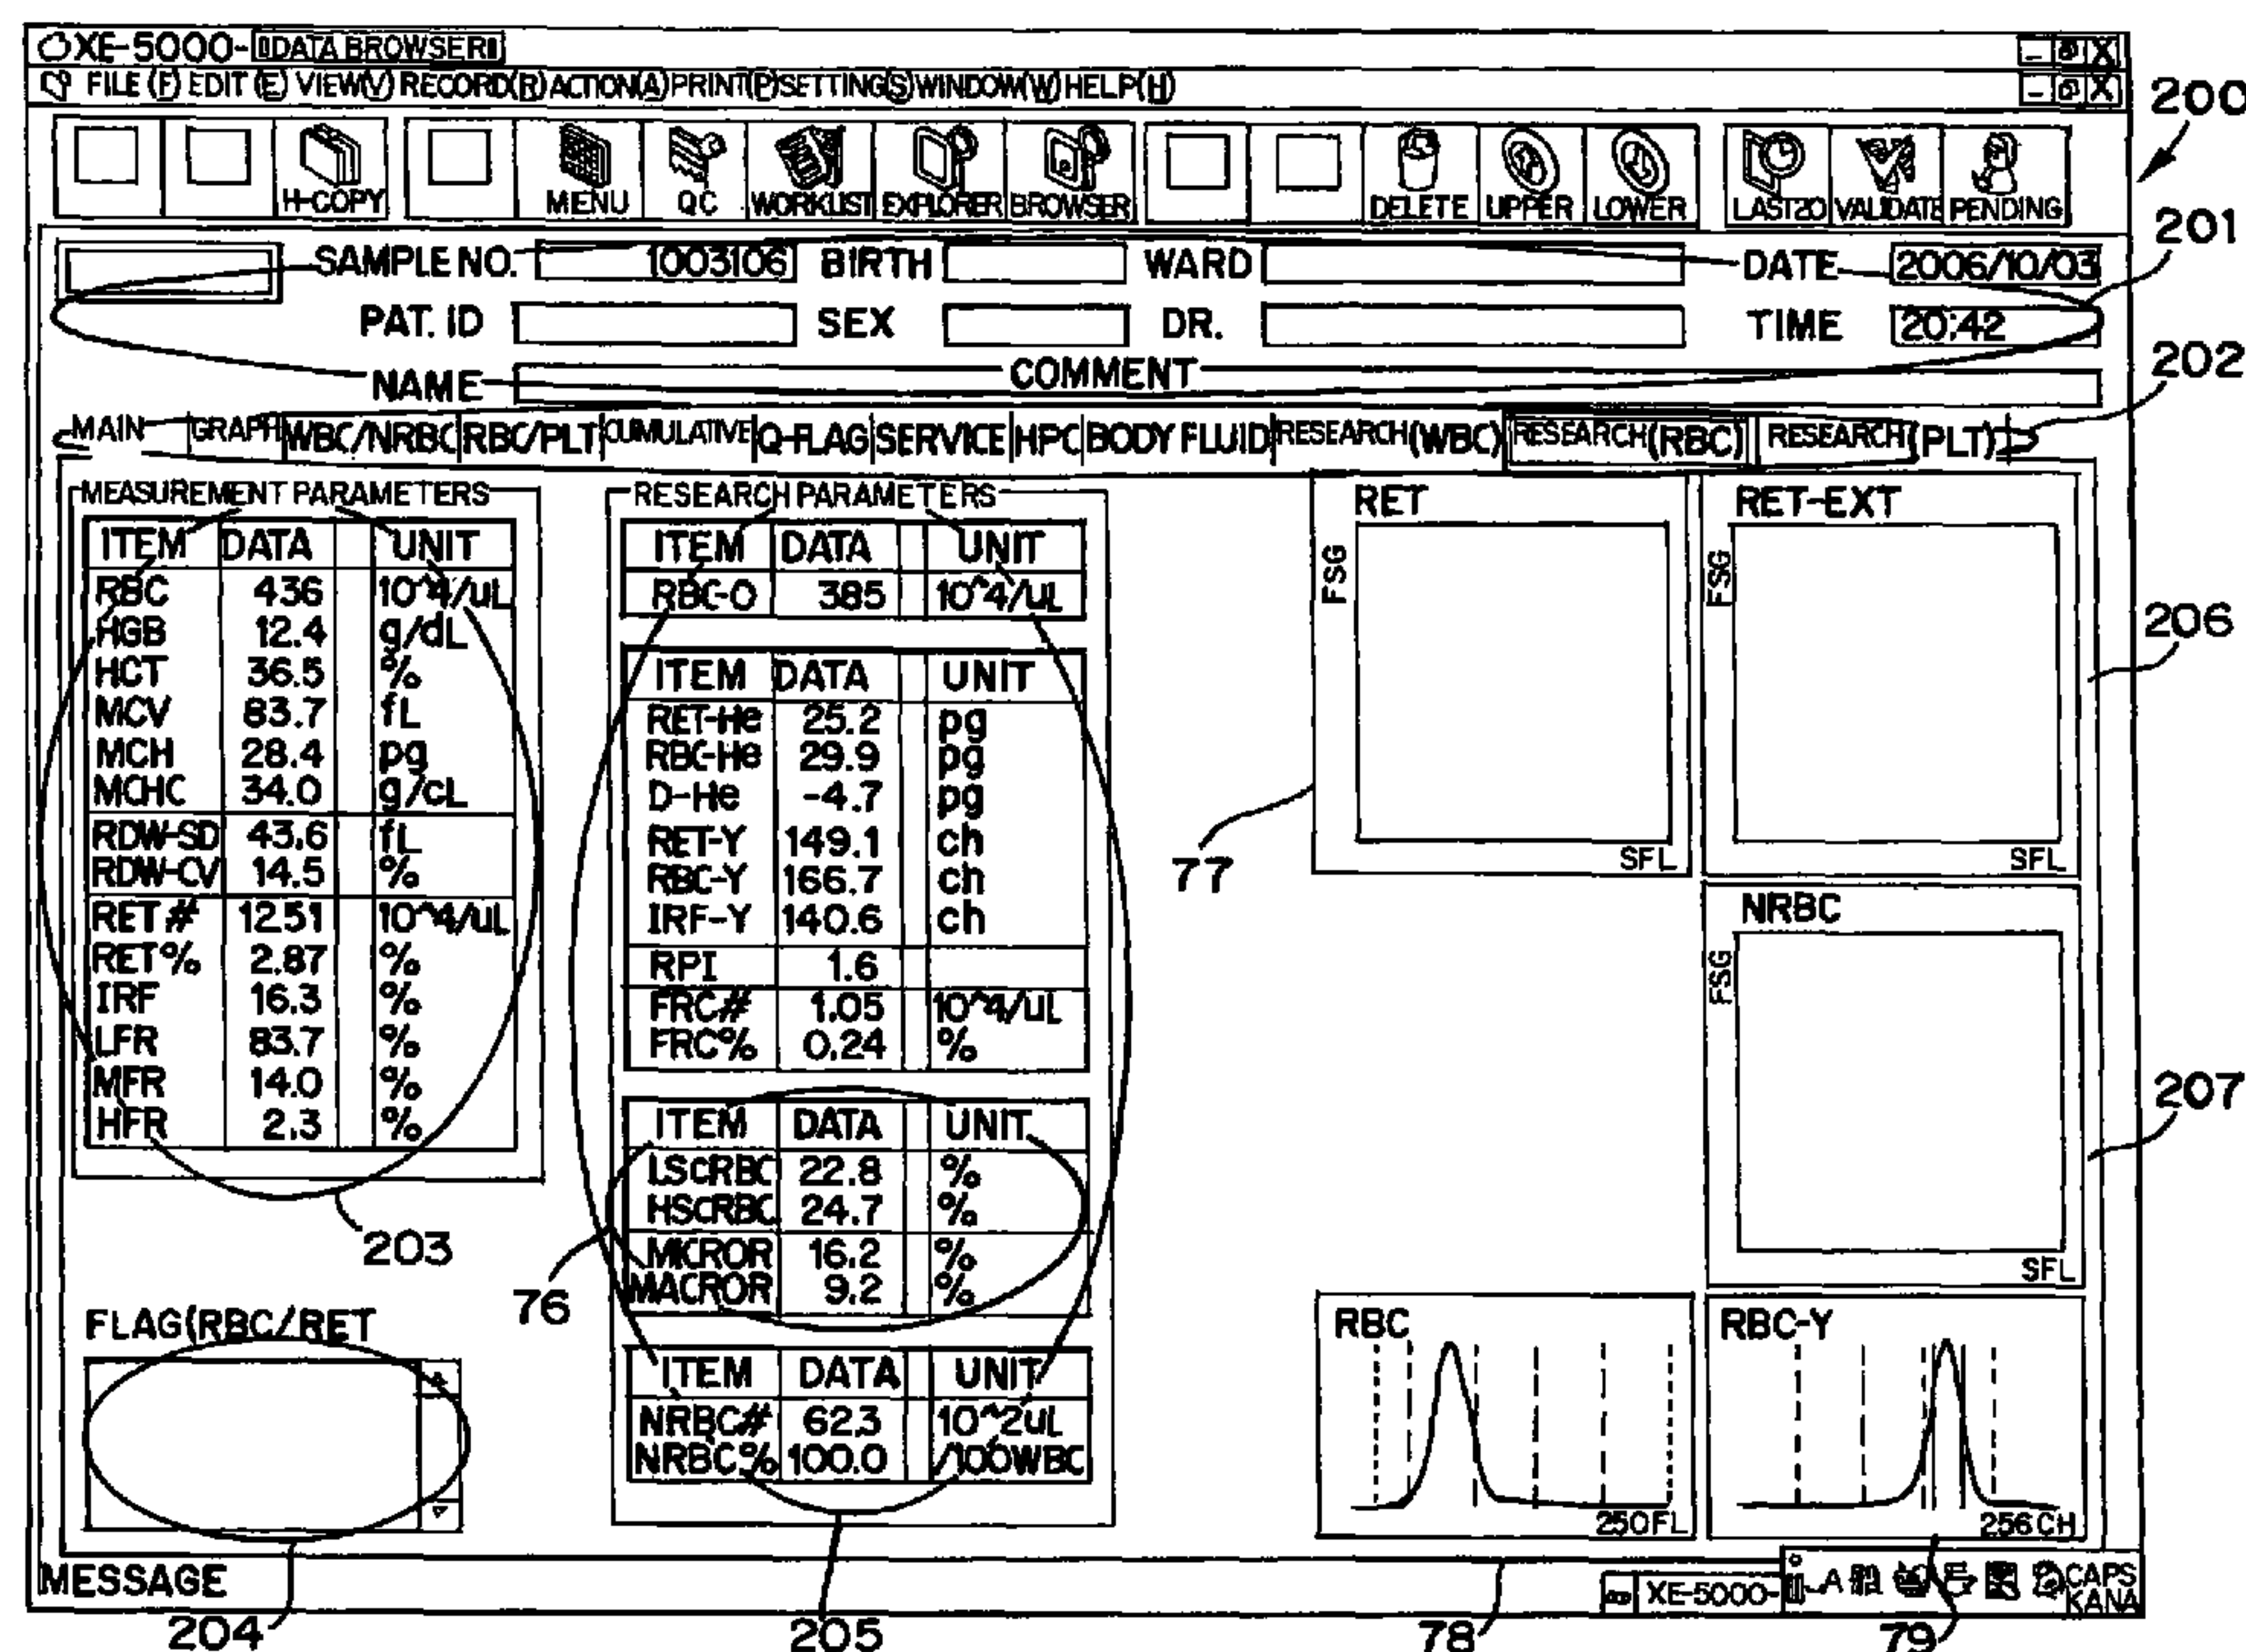 XE-5000- DATA BROWSER
FILE (F) EDIT (E) VIEW(V) RECORD(R) ACTION(A) PRINT(P) SETTING(S) WINDOW(W) HELP(H)
200
H-COPY MENU QC WORKLIST EXPLORER BROWSER DELETE UPPER LOWER LAST20 VALIDATE PENDING
201
SAMPLE NO. 1003106 BIRTH WARD DATE 2006/10/03
PAT. ID SEX DR. TIME 20:42
NAME COMMENT
202
MAIN GRAPH WBC/NRBC RBC/PLT CUMULATIVE Q-FLAG SERVICE HPC BODY FLUID RESEARCH(WBC) RESEARCH(RBC) RESEARCH(PLT)
MEASUREMENT PARAMETERS
ITEM DATA UNIT
RBC 436 10^4/uL
HGB 12.4 g/dL
HCT 36.5 %
MCV 83.7 fL
MCH 28.4 pg
MCHC 34.0 g/cL
RDW-SD 43.6 fL
RDW-CV 14.5 %
RET# 1251 10^4/uL
RET% 2.87 %
IRF 16.3 %
LFR 83.7 %
MFR 14.0 %
HFR 2.3 %
203
FLAG(RBC/RET
204
RESEARCH PARAMETERS
ITEM DATA UNIT
RBC-O 385 10^4/uL
ITEM DATA UNIT
RET-He 25.2 pg
RBC-He 29.9 pg
D-He -4.7 pg
RET-Y 149.1 ch
RBC-Y 166.7 ch
IRF-Y 140.6 ch
RPI 1.6
FRC# 1.05 10^4/uL
FRC% 0.24 %
ITEM DATA UNIT
LSCRBC 22.8 %
HSCRBC 24.7 %
MICROR 16.2 %
MACROR 9.2 %
76
ITEM DATA UNIT
NRBC# 62.3 10^2uL
NRBC% 100.0 /100WBC
205
RET
FSG
SFL
77
RET-EXT
FSG
SFL
206
NRBC
FSG
SFL
207
RBC
250FL
78
RBC-Y
256 CH
79
MESSAGE
XE-5000- A CAPS
KANA